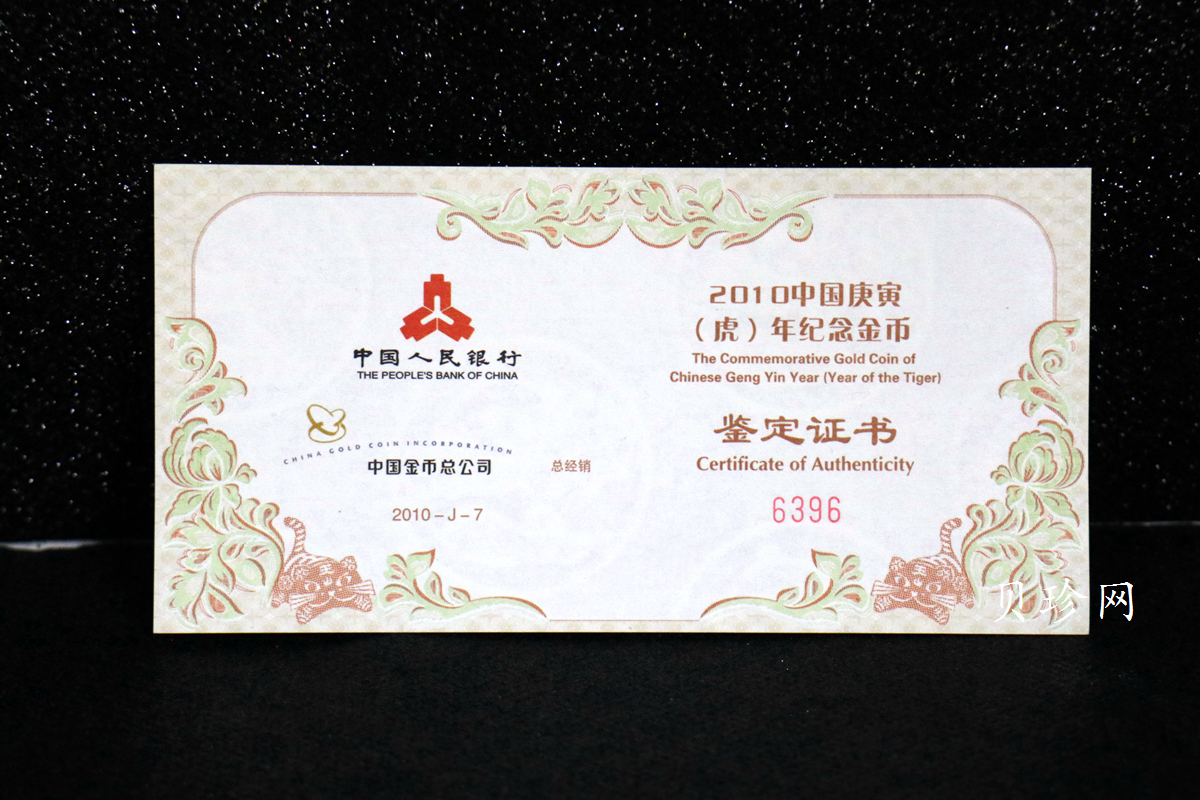 中国人民银行
THE PEOPLE'S BANK OF CHINA
CHINA GOLD COIN INCORPORATION
中国金币总公司
总经销
2010-J-7
2010中国庚寅
（虎）年纪念金币
The Commemorative Gold Coin of
Chinese Geng Yin Year (Year of the Tiger)
鉴定证书
Certificate of Authenticity
6396
贝珍网